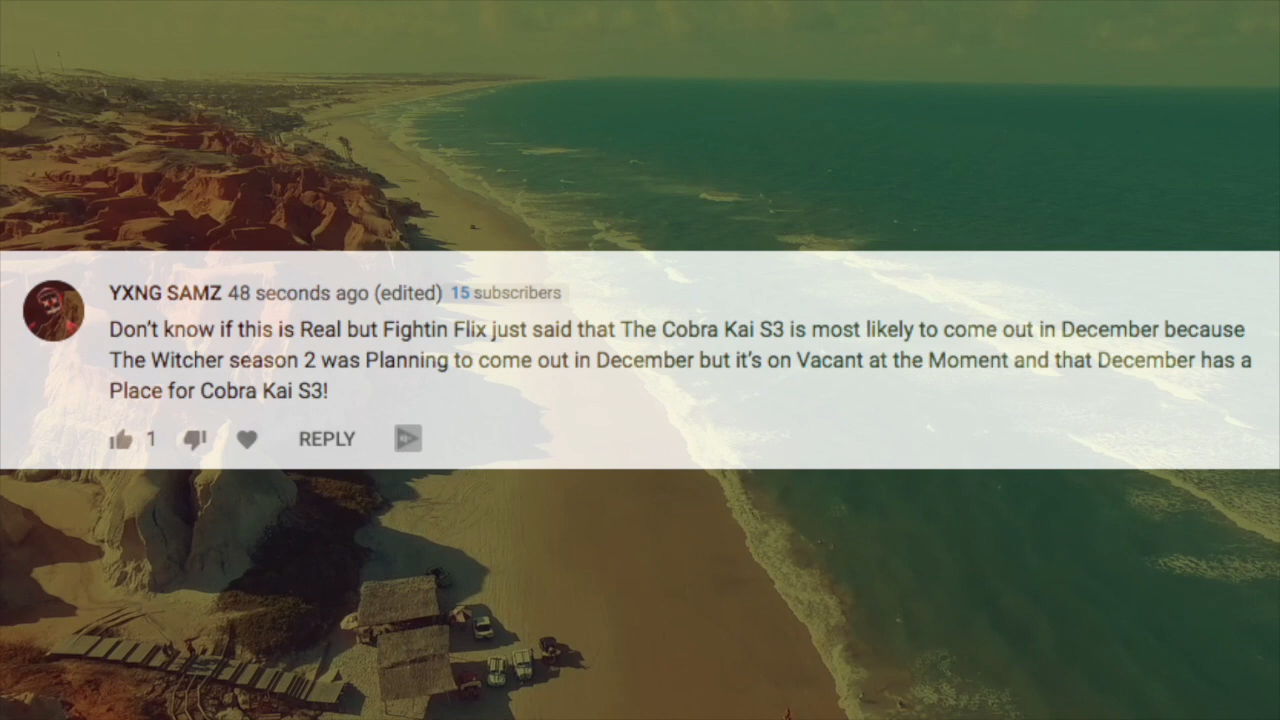 YXNG SAMZ 48 seconds ago (edited) 15 subscribers
Don't know if this is Real but Fightin Flix just said that The Cobra Kai S3 is most likely to come out in December because
The Witcher season 2 was Planning to come out in December but it's on Vacant at the Moment and that December has a
Place for Cobra Kai S3!
1 REPLY